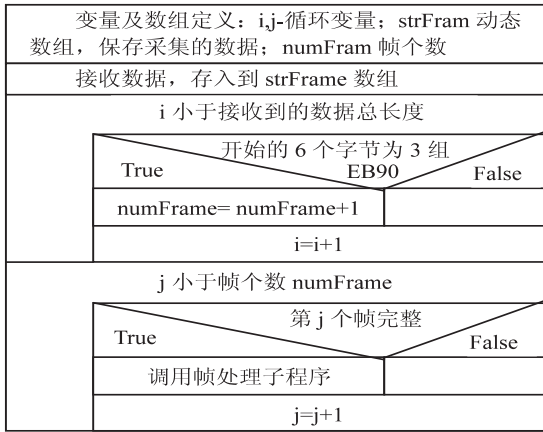 变量及数组定义：i,j-循环变量；strFram 动态
数组，保存采集的数据；numFram 帧个数
接收数据，存入到 strFrame 数组
i 小于接收到的数据总长度
开始的 6 个字节为 3 组
True
EB90
False
numFrame= numFrame+1
i=i+1
j 小于帧个数 numFrame
第 j 个帧完整
True
False
调用帧处理子程序
j=j+1